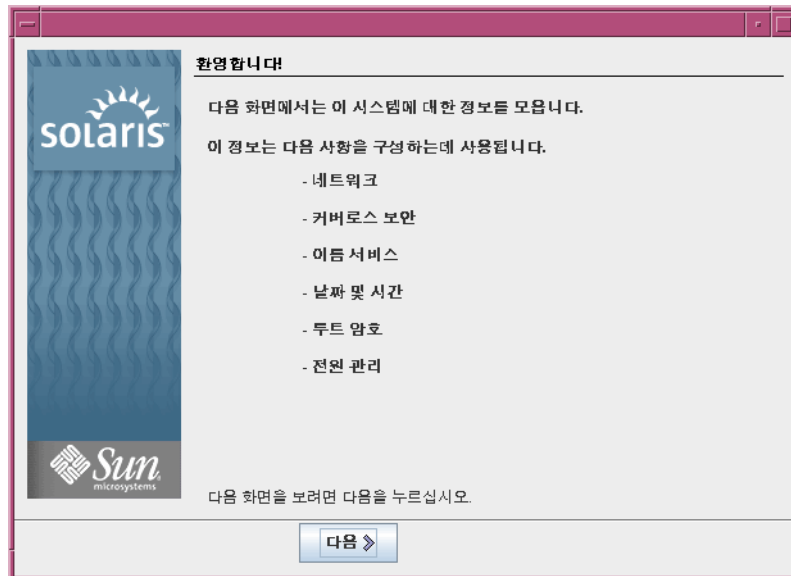 환영합니다!
다음 화면에서는 이 시스템에 대한 정보를 모읍니다.
이 정보는 다음 사항을 구성하는데 사용됩니다.
- 네트워크
- 커버로스 보안
- 이름 서비스
- 날짜 및 시간
- 루트 암호
- 전원 관리
solaris™
Sun.
microsystems
다음 화면을 보려면 다음을 누르십시오.
다음